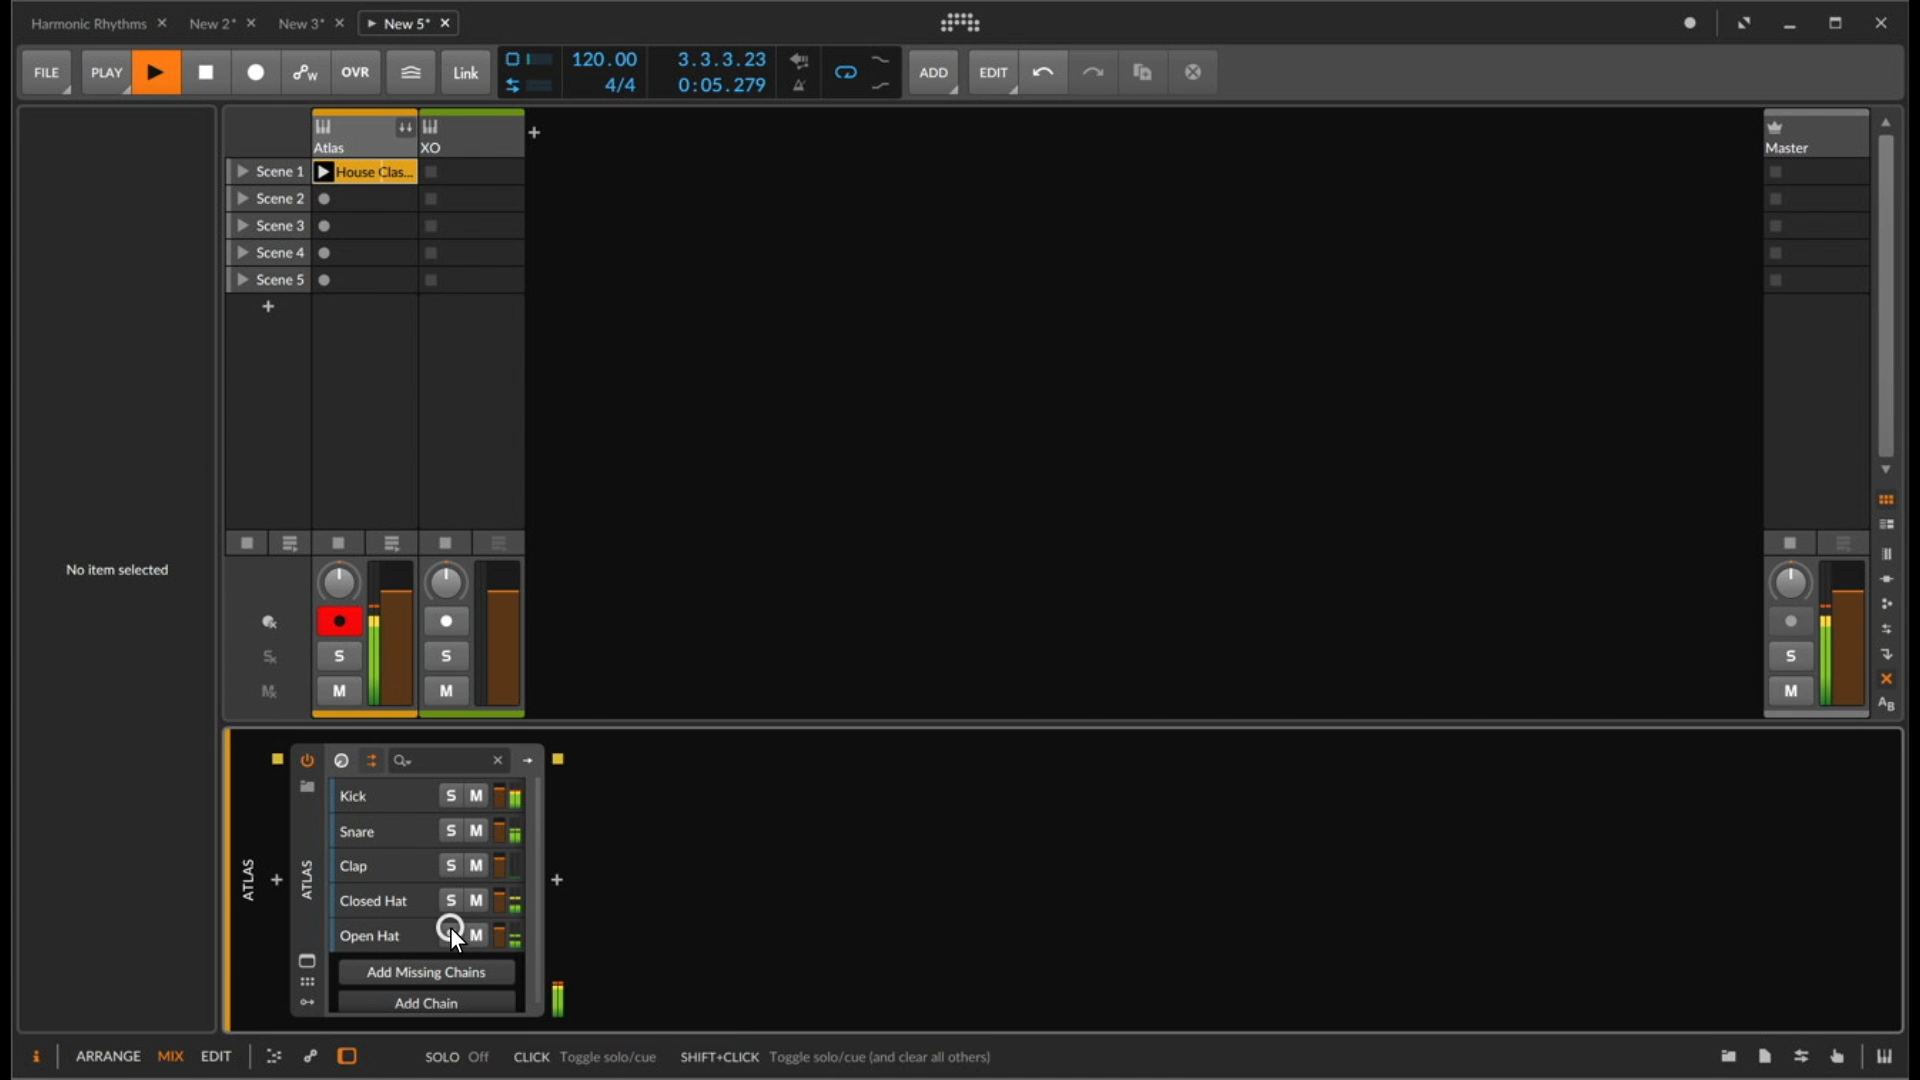 Harmonic Rhythms
New 2*
New 3*
New 5*
FILE
PLAY
OVR
Link
120.00
4/4
3.3.3.23
0:05.279
ADD
EDIT
Atlas
XO
Master
Scene 1
House Clas...
Scene 2
Scene 3
Scene 4
Scene 5
No item selected
S
S
S
M
M
M
ATLAS
ATLAS
Kick S M
Snare S M
Clap S M
Closed Hat S M
Open Hat M
Add Missing Chains
Add Chain
ARRANGE MIX EDIT
SOLO Off CLICK Toggle solo/cue SHIFT+CLICK Toggle solo/cue (and clear all others)